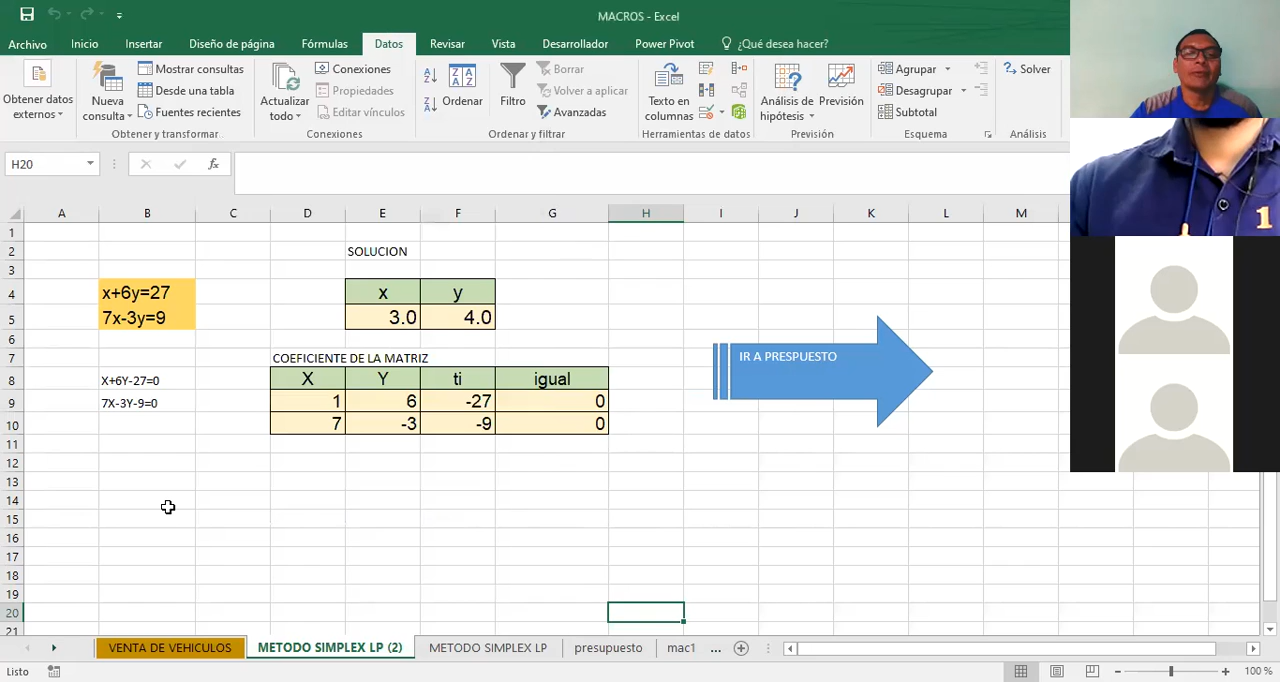 MACROS - Excel
Archivo Inicio Insertar Diseño de página Fórmulas Datos Revisar Vista Desarrollador Power Pivot ¿Qué desea hacer?
Obtener datos externos
Nueva consulta
Mostrar consultas
Desde una tabla
Fuentes recientes
Obtener y transformar
Actualizar todo
Conexiones
Propiedades
Editar vínculos
Conexiones
Ordenar
Filtro
Borrar
Volver a aplicar
Avanzadas
Ordenar y filtrar
Texto en columnas
Herramientas de datos
Análisis de hipótesis
Previsión
Previsión
Agrupar
Desagrupar
Subtotal
Esquema
Solver
Análisis
H20
fx
A B C D E F G H I J K L M
1
2 SOLUCION
3
4 x+6y=27 x y
5 7x-3y=9 3.0 4.0
6
7 COEFICIENTE DE LA MATRIZ
8 X+6Y-27=0 X Y ti igual
9 7X-3Y-9=0 1 6 -27 0
10 7 -3 -9 0
IR A PRESPUESTO
11
12
13
14
15
16
17
18
19
20
21
1
VENTA DE VEHICULOS METODO SIMPLEX LP (2) METODO SIMPLEX LP presupuesto mac1 ...
Listo
100 %